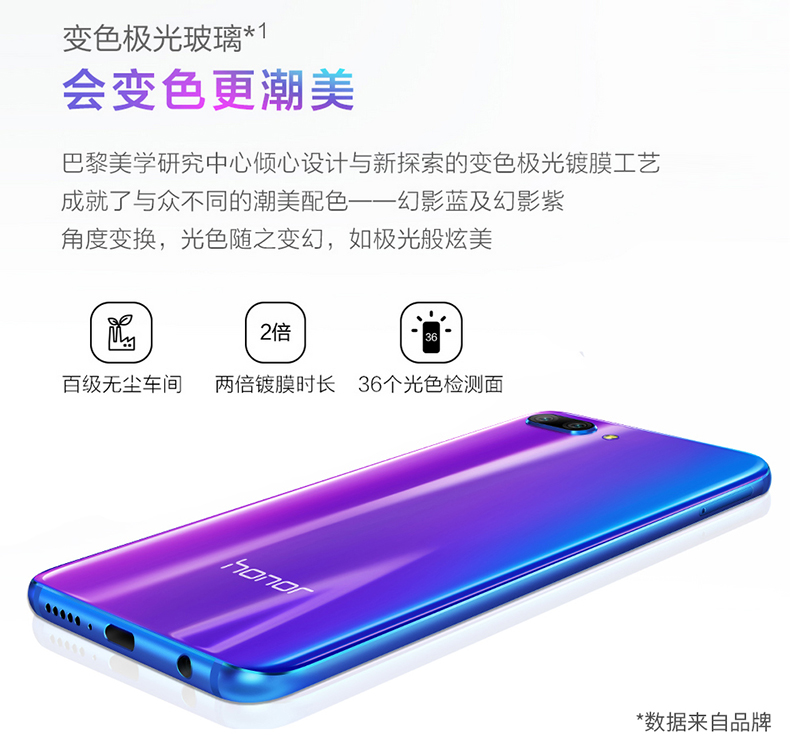 变色极光玻璃*1
会变色更潮美
巴黎美学研究中心倾心设计与新探索的变色极光镀膜工艺
成就了与众不同的潮美配色——幻影蓝及幻影紫
角度变换，光色随之变幻，如极光般炫美
2倍
36
百级无尘车间
两倍镀膜时长
36个光色检测面
honor
*数据来自品牌